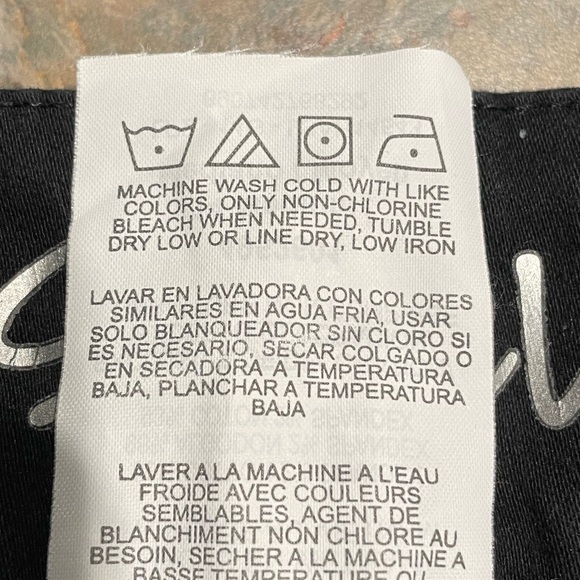 MACHINE WASH COLD WITH LIKE
COLORS, ONLY NON-CHLORINE
BLEACH WHEN NEEDED, TUMBLE
DRY LOW OR LINE DRY, LOW IRON
LAVAR EN LAVADORA CON COLORES
SIMILARES EN AGUA FRIA, USAR
SOLO BLANQUEADOR SIN CLORO SI
ES NECESARIO, SECAR COLGADO O
EN SECADORA A TEMPERATURA
BAJA, PLANCHAR A TEMPERATURA
BAJA
LAVER A LA MACHINE A L'EAU
FROIDE AVEC COULEURS
SEMBLABLES, AGENT DE
BLANCHIMENT NON CHLORE AU
BESOIN, SECHER A LA MACHINE A
BASSE TEMPERATURE OU